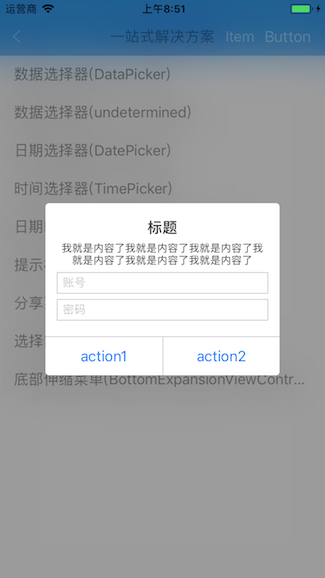 运营商 上午8:51
一站式解决方案 Item Button
数据选择器(DataPicker)
数据选择器(undetermined)
日期选择器(DatePicker)
时间选择器(TimePicker)
日期
标题
我就是内容了我就是内容了我就是内容了我
就是内容了我就是内容了我就是内容了
提示
账号
分享
密码
选择
action1 action2
底部伸缩菜单(BottomExpansionViewContr...